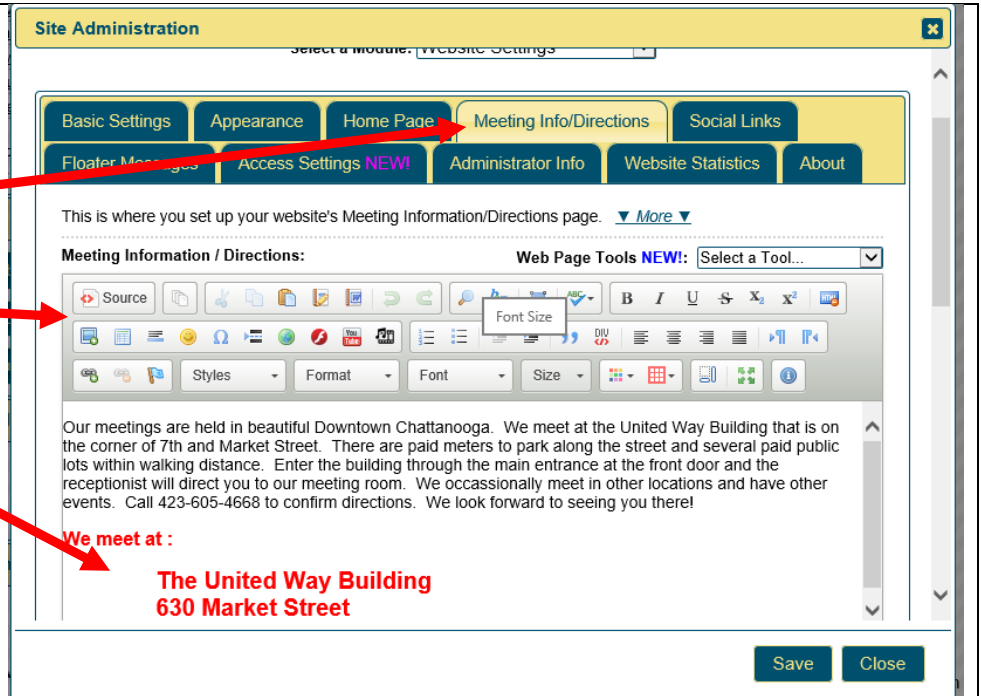 Site Administration
Select a Module: Website Settings
Basic Settings Appearance Home Page Meeting Info/Directions Social Links
Floater Messages Access Settings NEW! Administrator Info Website Statistics About
This is where you set up your website's Meeting Information/Directions page. ▼ More ▼
Meeting Information / Directions: Web Page Tools NEW!: Select a Tool...
Source ABC B I U S X₂ X²
Font Size
Ω You Tube DIV
Styles Format Font Size
Our meetings are held in beautiful Downtown Chattanooga. We meet at the United Way Building that is on
the corner of 7th and Market Street. There are paid meters to park along the street and several paid public
lots within walking distance. Enter the building through the main entrance at the front door and the
receptionist will direct you to our meeting room. We occassionally meet in other locations and have other
events. Call 423-605-4668 to confirm directions. We look forward to seeing you there!
We meet at :
The United Way Building
630 Market Street
Save Close